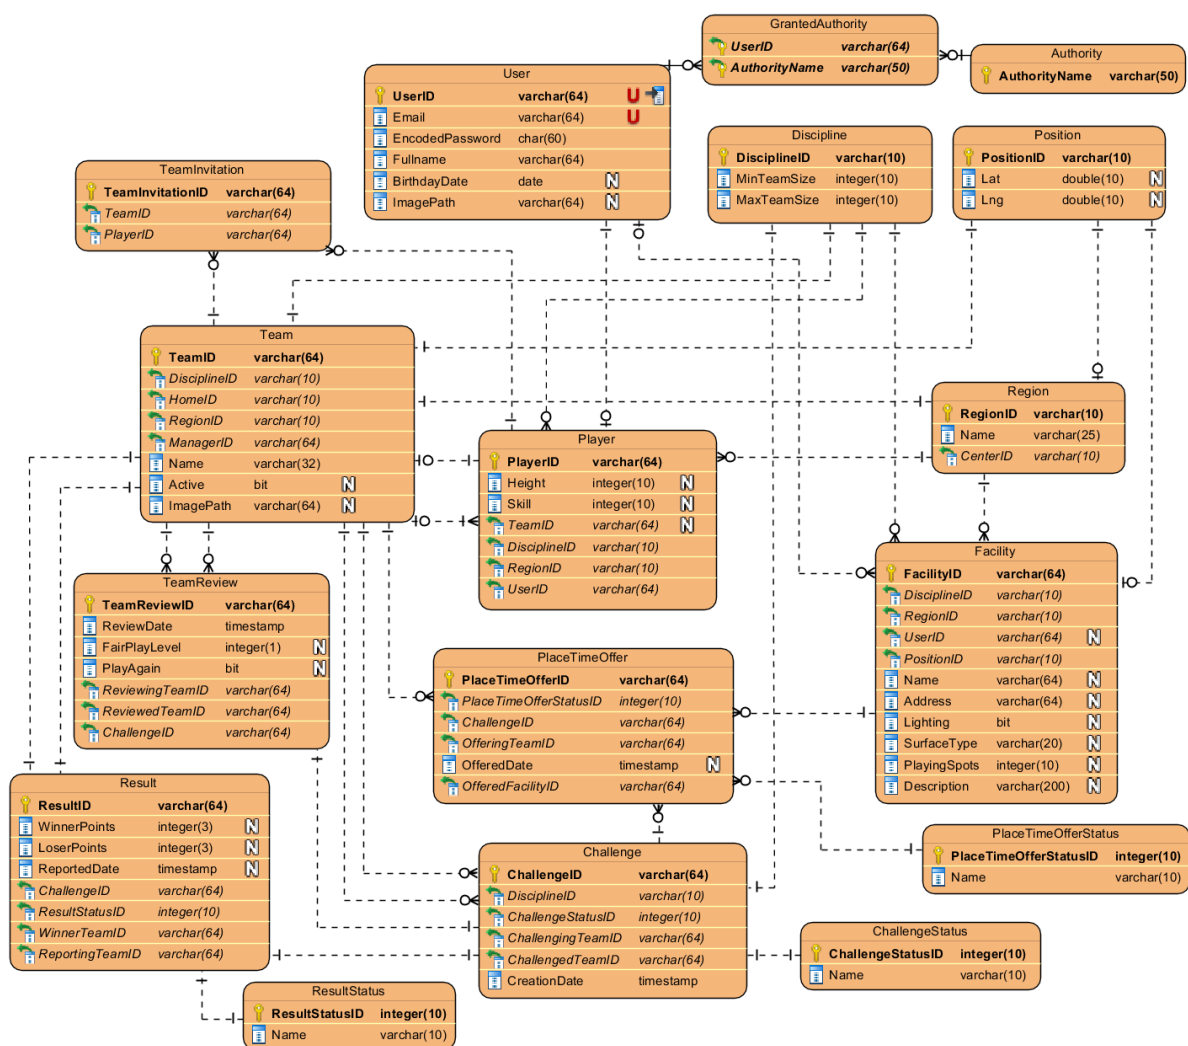 GrantedAuthority
UserID varchar(64)
AuthorityName varchar(50)
Authority
AuthorityName varchar(50)
User
UserID varchar(64) U
Email varchar(64) U
EncodedPassword char(60)
Fullname varchar(64)
BirthdayDate date N
ImagePath varchar(64) N
Discipline
DisciplineID varchar(10)
MinTeamSize integer(10)
MaxTeamSize integer(10)
Position
PositionID varchar(10)
Lat double(10) N
Lng double(10) N
TeamInvitation
TeamInvitationID varchar(64)
TeamID varchar(64)
PlayerID varchar(64)
Team
TeamID varchar(64)
DisciplineID varchar(10)
HomeID varchar(10)
RegionID varchar(10)
ManagerID varchar(64)
Name varchar(32)
Active bit N
ImagePath varchar(64) N
Region
RegionID varchar(10)
Name varchar(25)
CenterID varchar(10)
Player
PlayerID varchar(64)
Height integer(10) N
Skill integer(10) N
TeamID varchar(64) N
DisciplineID varchar(10)
RegionID varchar(10)
UserID varchar(64)
Facility
FacilityID varchar(64)
DisciplineID varchar(10)
RegionID varchar(10)
UserID varchar(64) N
PositionID varchar(10)
Name varchar(64) N
Address varchar(64) N
Lighting bit N
SurfaceType varchar(20) N
PlayingSpots integer(10) N
Description varchar(200) N
TeamReview
TeamReviewID varchar(64)
ReviewDate timestamp
FairPlayLevel integer(1) N
PlayAgain bit N
ReviewingTeamID varchar(64)
ReviewedTeamID varchar(64)
ChallengeID varchar(64)
PlaceTimeOffer
PlaceTimeOfferID varchar(64)
PlaceTimeOfferStatusID integer(10)
ChallengeID varchar(64)
OfferingTeamID varchar(64)
OfferedDate timestamp N
OfferedFacilityID varchar(64)
Result
ResultID varchar(64)
WinnerPoints integer(3) N
LoserPoints integer(3) N
ReportedDate timestamp N
ChallengeID varchar(64)
ResultStatusID integer(10)
WinnerTeamID varchar(64)
ReportingTeamID varchar(64)
PlaceTimeOfferStatus
PlaceTimeOfferStatusID integer(10)
Name varchar(10)
Challenge
ChallengeID varchar(64)
DisciplineID varchar(10)
ChallengeStatusID integer(10)
ChallengingTeamID varchar(64)
ChallengedTeamID varchar(64)
CreationDate timestamp
ChallengeStatus
ChallengeStatusID integer(10)
Name varchar(10)
ResultStatus
ResultStatusID integer(10)
Name varchar(10)